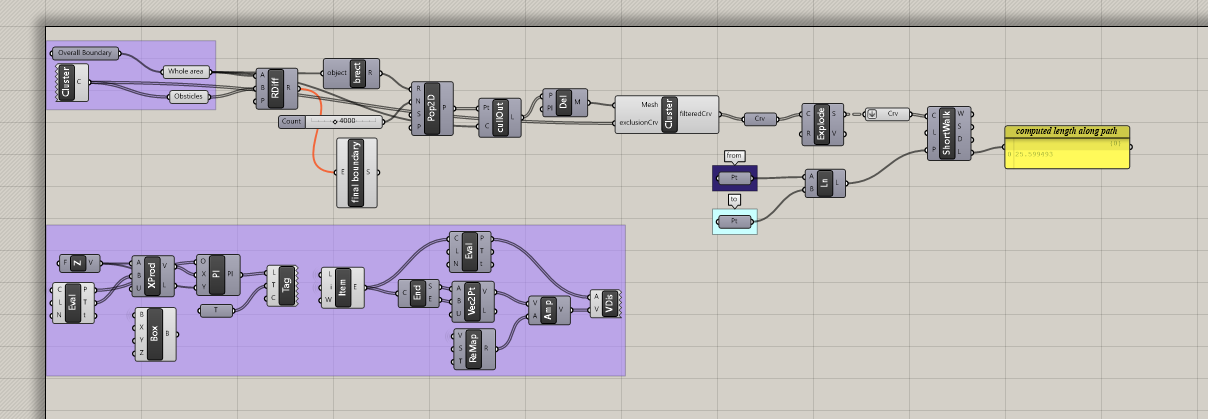 Overall Boundary
Cluster
C
Whole area
Obsticles
A
B
P
RDiff
R
object
brect
R
Count
4000
E
final boundary
S
R
N
S
P
Pop2D
P
Pt
C
cullOut
P
Pl
Del
M
Mesh
exclusionCrv
Cluster
filteredCrv
Crv
C
R
Explode
S
V
Crv
C
L
P
ShortWalk
W
S
D
L
computed length along path
{0}
0 25.599493
from
Pt
to
Pt
A
B
Ln
L
F
Z
V
C
L
N
Eval
P
T
t
A
B
U
XProd
V
L
O
X
Y
Pl
Pl
T
L
T
C
Tag
B
X
Y
Z
Box
B
L
i
W
Item
E
C
L
N
Eval
P
T
t
C
End
S
E
A
B
U
Vec2Pt
V
L
V
S
T
ReMap
R
V
A
Amp
V
A
V
VDis